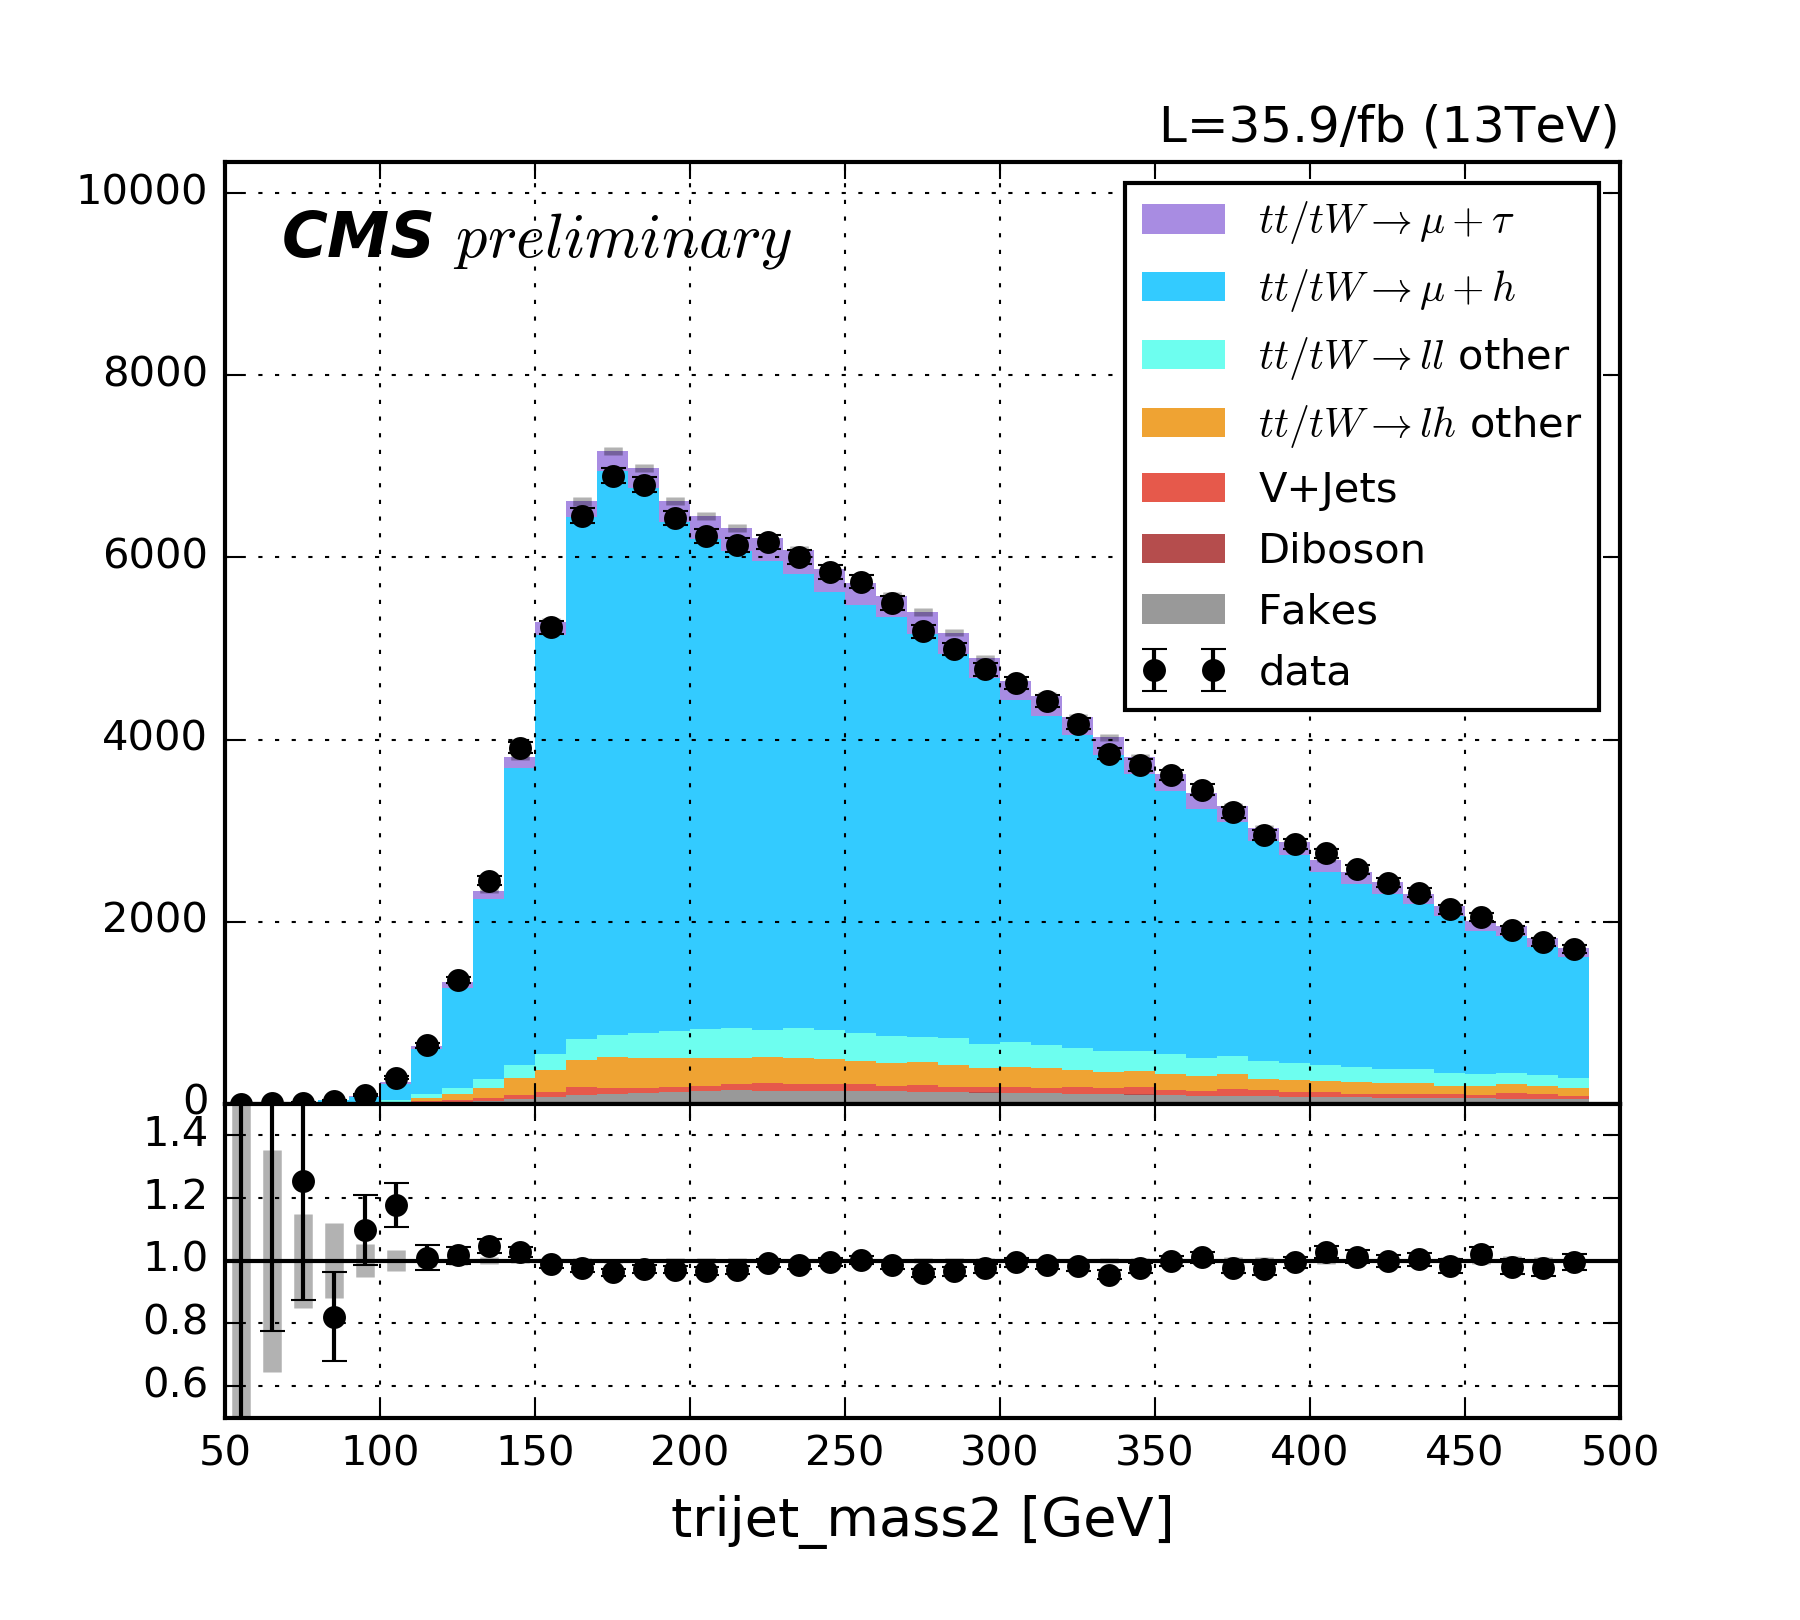 L=35.9/fb (13TeV)
CMS preliminary
10000
8000
6000
4000
2000
0
tt/tW→μ+τ
tt/tW→μ+h
tt/tW→ll other
tt/tW→lh other
V+Jets
Diboson
Fakes
data
1.4
1.2
1.0
0.8
0.6
50 100 150 200 250 300 350 400 450 500
trijet_mass2 [GeV]